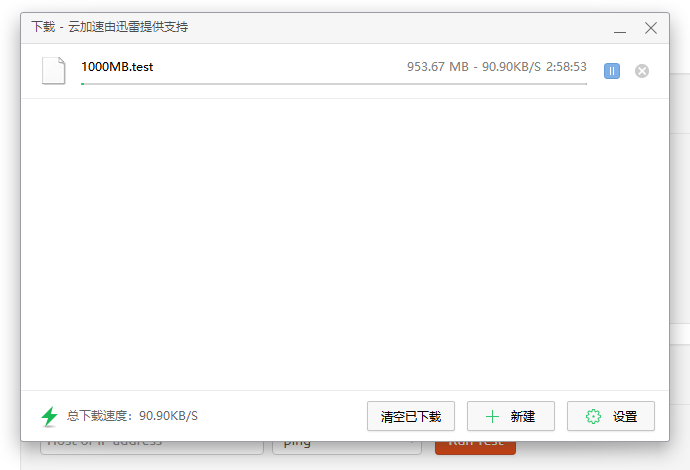 下载 - 云加速由迅雷提供支持
1000MB.test
953.67 MB - 90.90KB/S 2:58:53
总下载速度：90.90KB/S
清空已下载
新建
设置
Host or IP address
ping
Run Test